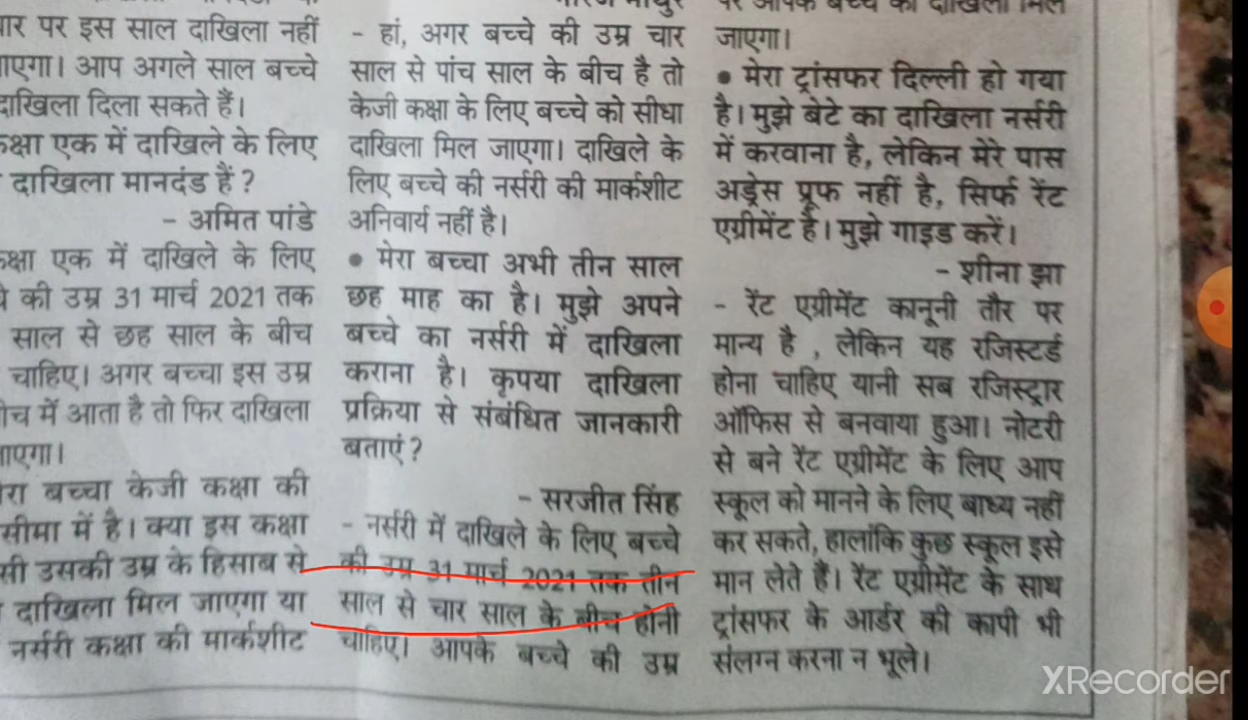 पार पर इस साल दाखिला नहीं
जाएगा। आप अगले साल बच्चे
दाखिला दिला सकते हैं।
कक्षा एक में दाखिले के लिए
दाखिला मानदंड हैं ?
- अमित पांडे
कक्षा एक में दाखिले के लिए
की उम्र 31 मार्च 2021 तक
साल से छह साल के बीच
चाहिए। अगर बच्चा इस उम्र
बीच में आता है तो फिर दाखिला
जाएगा।
मेरा बच्चा केजी कक्षा की
सीमा में है। क्या इस कक्षा
उसकी उम्र के हिसाब से
दाखिला मिल जाएगा या
नर्सरी कक्षा की मार्कशीट
- हां, अगर बच्चे की उम्र चार
साल से पांच साल के बीच है तो
केजी कक्षा के लिए बच्चे को सीधा
दाखिला मिल जाएगा। दाखिले के
लिए बच्चे की नर्सरी की मार्कशीट
अनिवार्य नहीं है।
• मेरा बच्चा अभी तीन साल
छह माह का है। मुझे अपने
बच्चे का नर्सरी में दाखिला
कराना है। कृपया दाखिला
प्रक्रिया से संबंधित जानकारी
बताएं ?
- सरजीत सिंह
- नर्सरी में दाखिले के लिए बच्चे
की उम्र 31 मार्च 2021 तक तीन
साल से चार साल के बीच होनी
चाहिए। आपके बच्चे की उम्र
पर आपके बच्चे को दाखिला मिल
जाएगा।
• मेरा ट्रांसफर दिल्ली हो गया
है। मुझे बेटे का दाखिला नर्सरी
में करवाना है, लेकिन मेरे पास
अड्रेस प्रूफ नहीं है, सिर्फ रेंट
एग्रीमेंट है। मुझे गाइड करें।
- शीना झा
- रेंट एग्रीमेंट कानूनी तौर पर
मान्य है , लेकिन यह रजिस्टर्ड
होना चाहिए यानी सब रजिस्ट्रार
ऑफिस से बनवाया हुआ। नोटरी
से बने रेंट एग्रीमेंट के लिए आप
स्कूल को मानने के लिए बाध्य नहीं
कर सकते, हालांकि कुछ स्कूल इसे
मान लेते हैं। रेंट एग्रीमेंट के साथ
ट्रांसफर के आर्डर की कापी भी
संलग्न करना न भूले।
XRecorder